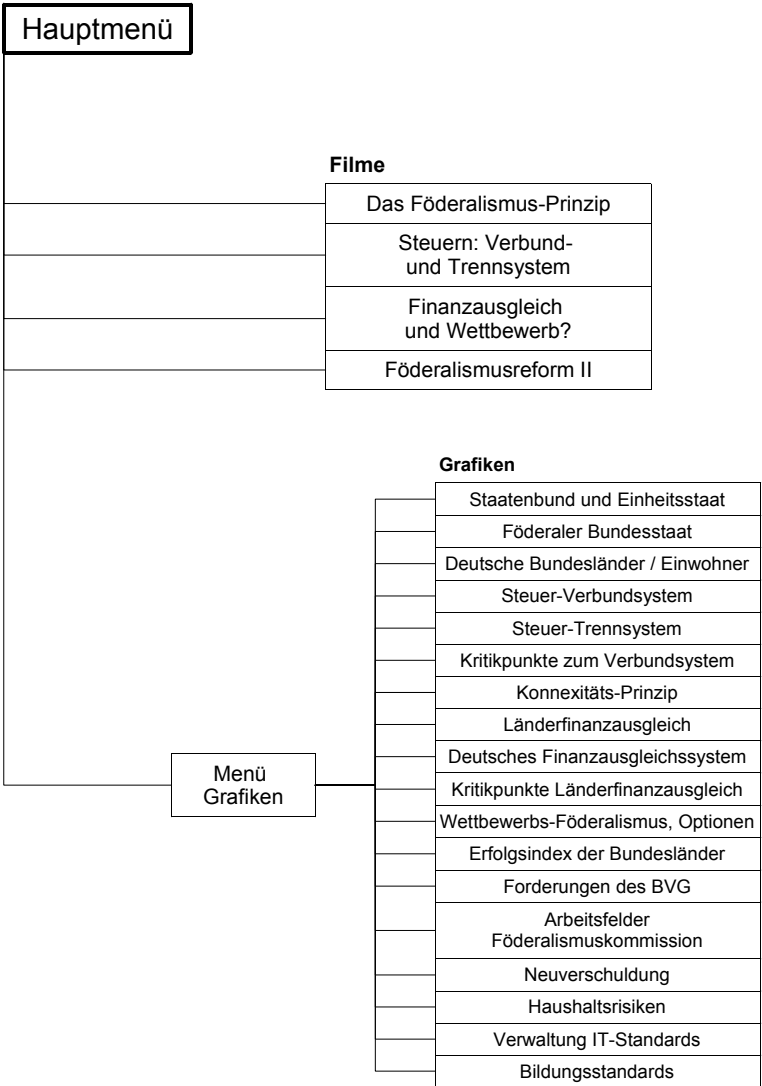 Hauptmenü
Filme
Das Föderalismus-Prinzip
Steuern: Verbund-
und Trennsystem
Finanzausgleich
und Wettbewerb?
Föderalismusreform II
Grafiken
Staatenbund und Einheitsstaat
Föderaler Bundesstaat
Deutsche Bundesländer / Einwohner
Steuer-Verbundsystem
Steuer-Trennsystem
Kritikpunkte zum Verbundsystem
Konnexitäts-Prinzip
Länderfinanzausgleich
Deutsches Finanzausgleichssystem
Kritikpunkte Länderfinanzausgleich
Wettbewerbs-Föderalismus, Optionen
Erfolgsindex der Bundesländer
Forderungen des BVG
Arbeitsfelder
Föderalismuskommission
Neuverschuldung
Haushaltsrisiken
Verwaltung IT-Standards
Bildungsstandards
Menü
Grafiken